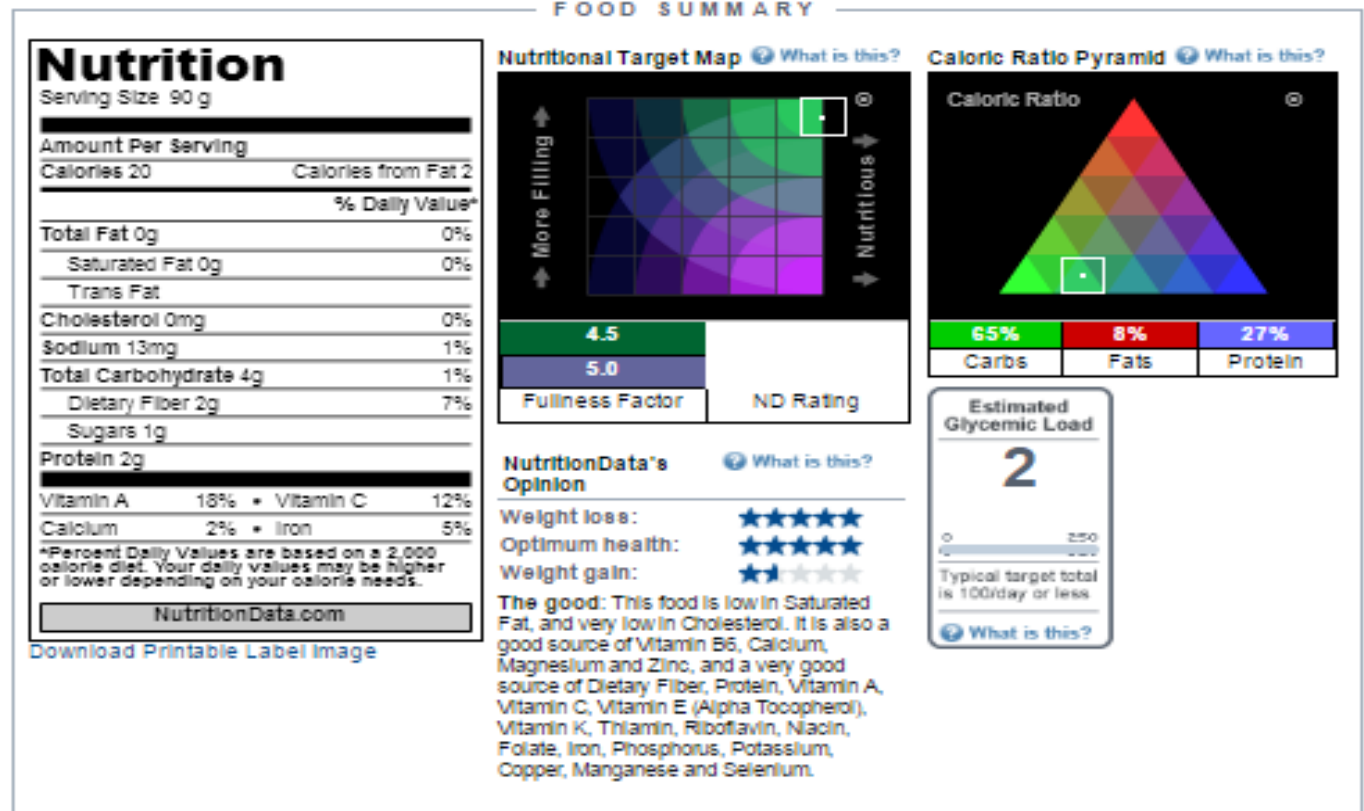 FOOD SUMMARY
Nutrition
Serving Size 90 g
Amount Per Serving
Calories 20 Calories from Fat 2
% Daily Value*
Total Fat 0g 0%
Saturated Fat 0g 0%
Trans Fat
Cholesterol 0mg 0%
Sodium 13mg 1%
Total Carbohydrate 4g 1%
Dietary Fiber 2g 7%
Sugars 1g
Protein 2g
Vitamin A 18% • Vitamin C 12%
Calcium 2% • Iron 5%
*Percent Daily Values are based on a 2,000
calorie diet. Your daily values may be higher
or lower depending on your calorie needs.
NutritionData.com
Download Printable Label Image
Nutritional Target Map What is this?
More Filling
Nutritious
4.5
5.0
Fullness Factor ND Rating
NutritionData's What is this?
Opinion
Weight loss:
Optimum health:
Weight gain:
The good: This food is low in Saturated
Fat, and very low in Cholesterol. It is also a
good source of Vitamin B6, Calcium,
Magnesium and Zinc, and a very good
source of Dietary Fiber, Protein, Vitamin A,
Vitamin C, Vitamin E (Alpha Tocopherol),
Vitamin K, Thiamin, Riboflavin, Niacin,
Folate, Iron, Phosphorus, Potassium,
Copper, Manganese and Selenium.
Caloric Ratio Pyramid What is this?
Caloric Ratio
65% 8% 27%
Carbs Fats Protein
Estimated
Glycemic Load
2
0 250
Typical target total
is 100/day or less
What is this?